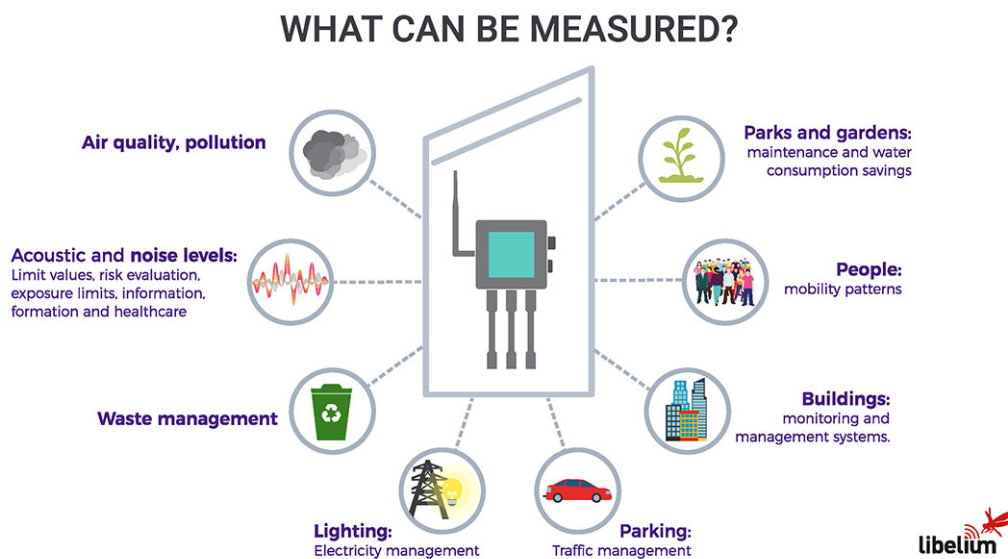 WHAT CAN BE MEASURED?
Air quality, pollution
Acoustic and noise levels:
Limit values, risk evaluation,
exposure limits, information,
formation and healthcare
Waste management
Lighting:
Electricity management
Parking:
Traffic management
Parks and gardens:
maintenance and water
consumption savings
People:
mobility patterns
Buildings:
monitoring and
management systems.
libelium